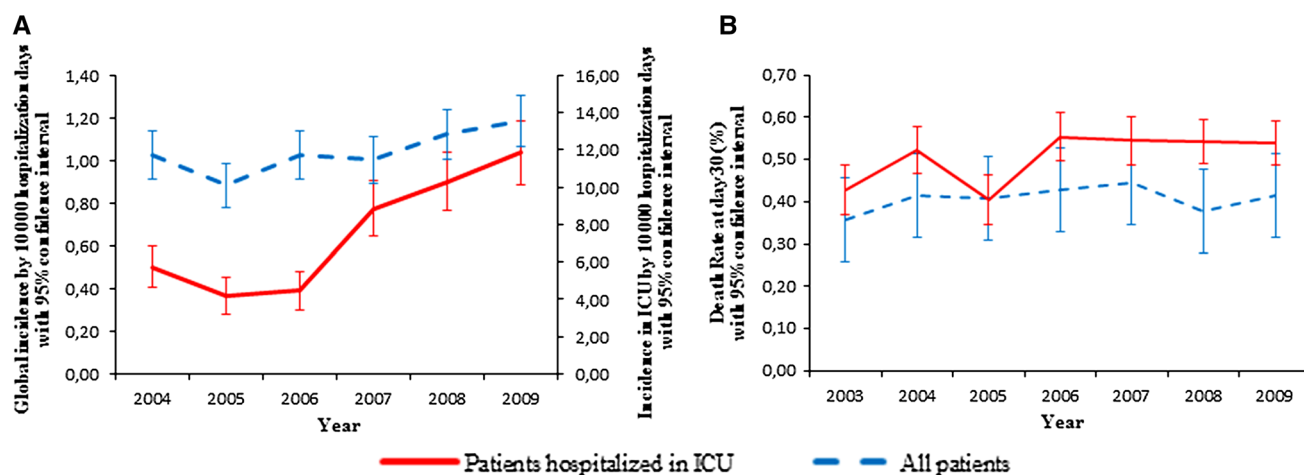 A
Global incidence by 10000 hospitalization days
with 95% confidence interval
1,40
1,20
1,00
0,80
0,60
0,40
0,20
0,00
16,00
14,00
12,00
10,00
8,00
6,00
4,00
2,00
0,00
Incidence in ICU by 10000 hospitalization days
with 95% confidence interval
2004 2005 2006 2007 2008 2009
Year
B
Death Rate at day30 (%)
with 95% confidence interval
0,70
0,60
0,50
0,40
0,30
0,20
0,10
0,00
2003 2004 2005 2006 2007 2008 2009
Year
Patients hospitalized in ICU
All patients